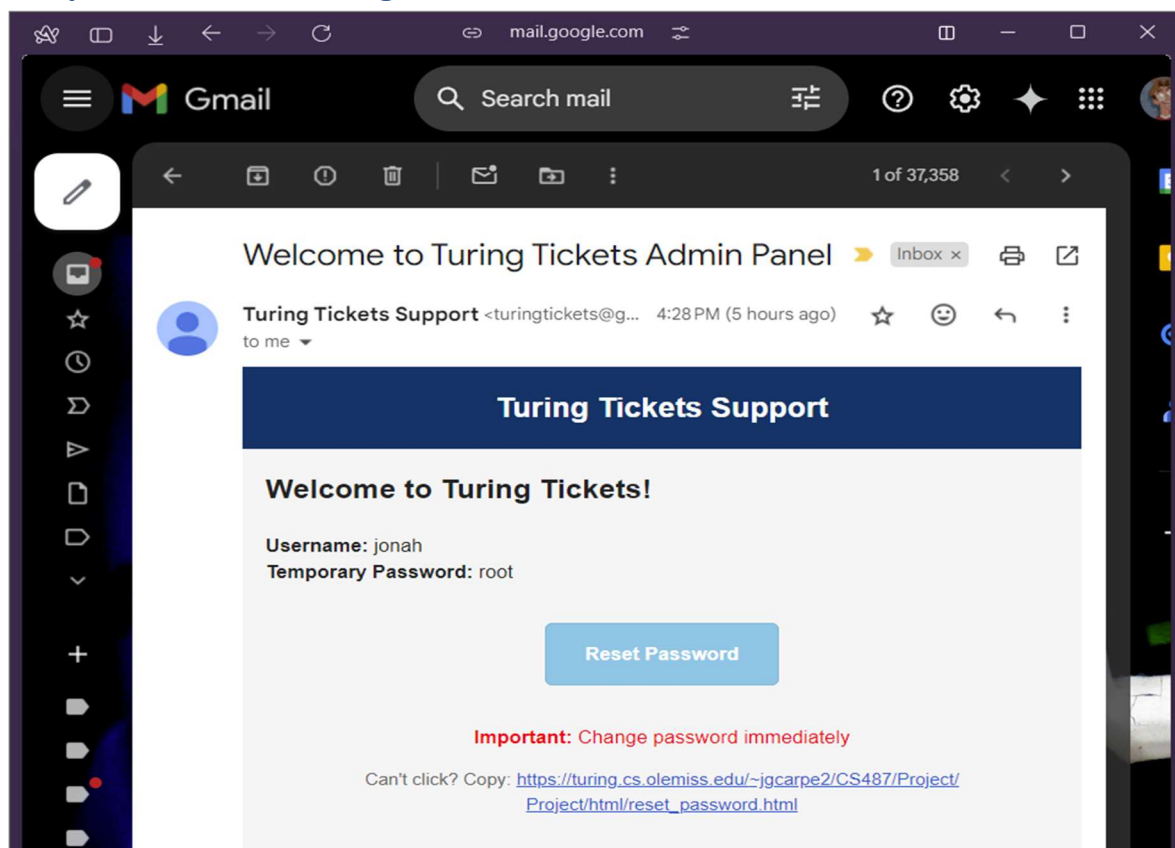 mail.google.com
Gmail
Search mail
1 of 37,358
Welcome to Turing Tickets Admin Panel
Inbox ×
Turing Tickets Support <turingtickets@g... 4:28 PM (5 hours ago)
to me
Turing Tickets Support
Welcome to Turing Tickets!
Username: jonah
Temporary Password: root
Reset Password
Important: Change password immediately
Can't click? Copy: https://turing.cs.olemiss.edu/~jgcarpe2/CS487/Project/
Project/html/reset_password.html